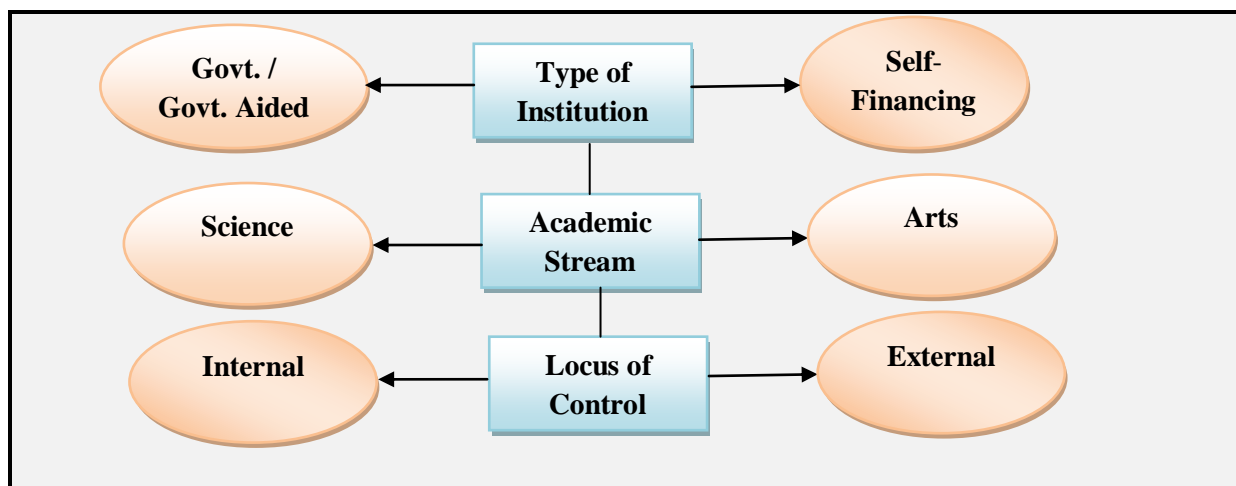 Govt. /
Govt. Aided
Type of
Institution
Self-
Financing
Science
Academic
Stream
Arts
Internal
Locus of
Control
External